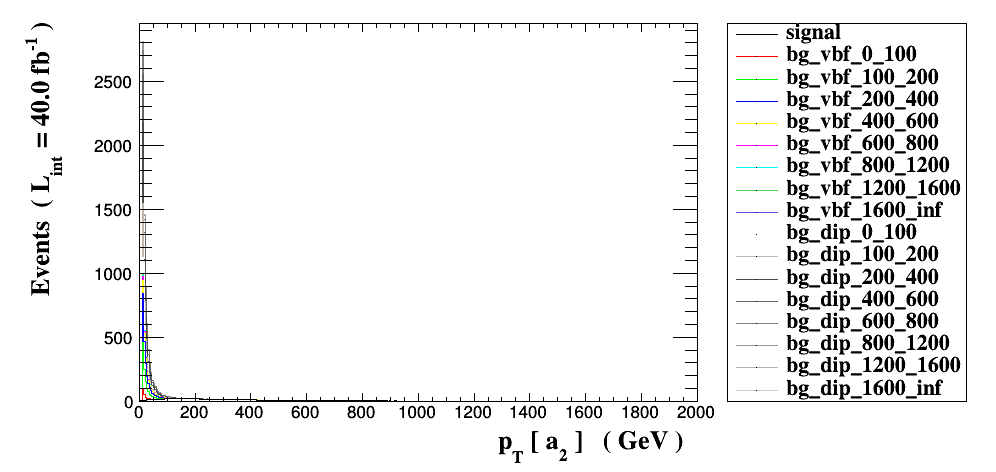 Events ( L_int = 40.0 fb^-1 )
2500
2000
1500
1000
500
0
0 200 400 600 800 1000 1200 1400 1600 1800 2000
p_T [ a_2 ] ( GeV )
signal
bg_vbf_0_100
bg_vbf_100_200
bg_vbf_200_400
bg_vbf_400_600
bg_vbf_600_800
bg_vbf_800_1200
bg_vbf_1200_1600
bg_vbf_1600_inf
bg_dip_0_100
bg_dip_100_200
bg_dip_200_400
bg_dip_400_600
bg_dip_600_800
bg_dip_800_1200
bg_dip_1200_1600
bg_dip_1600_inf